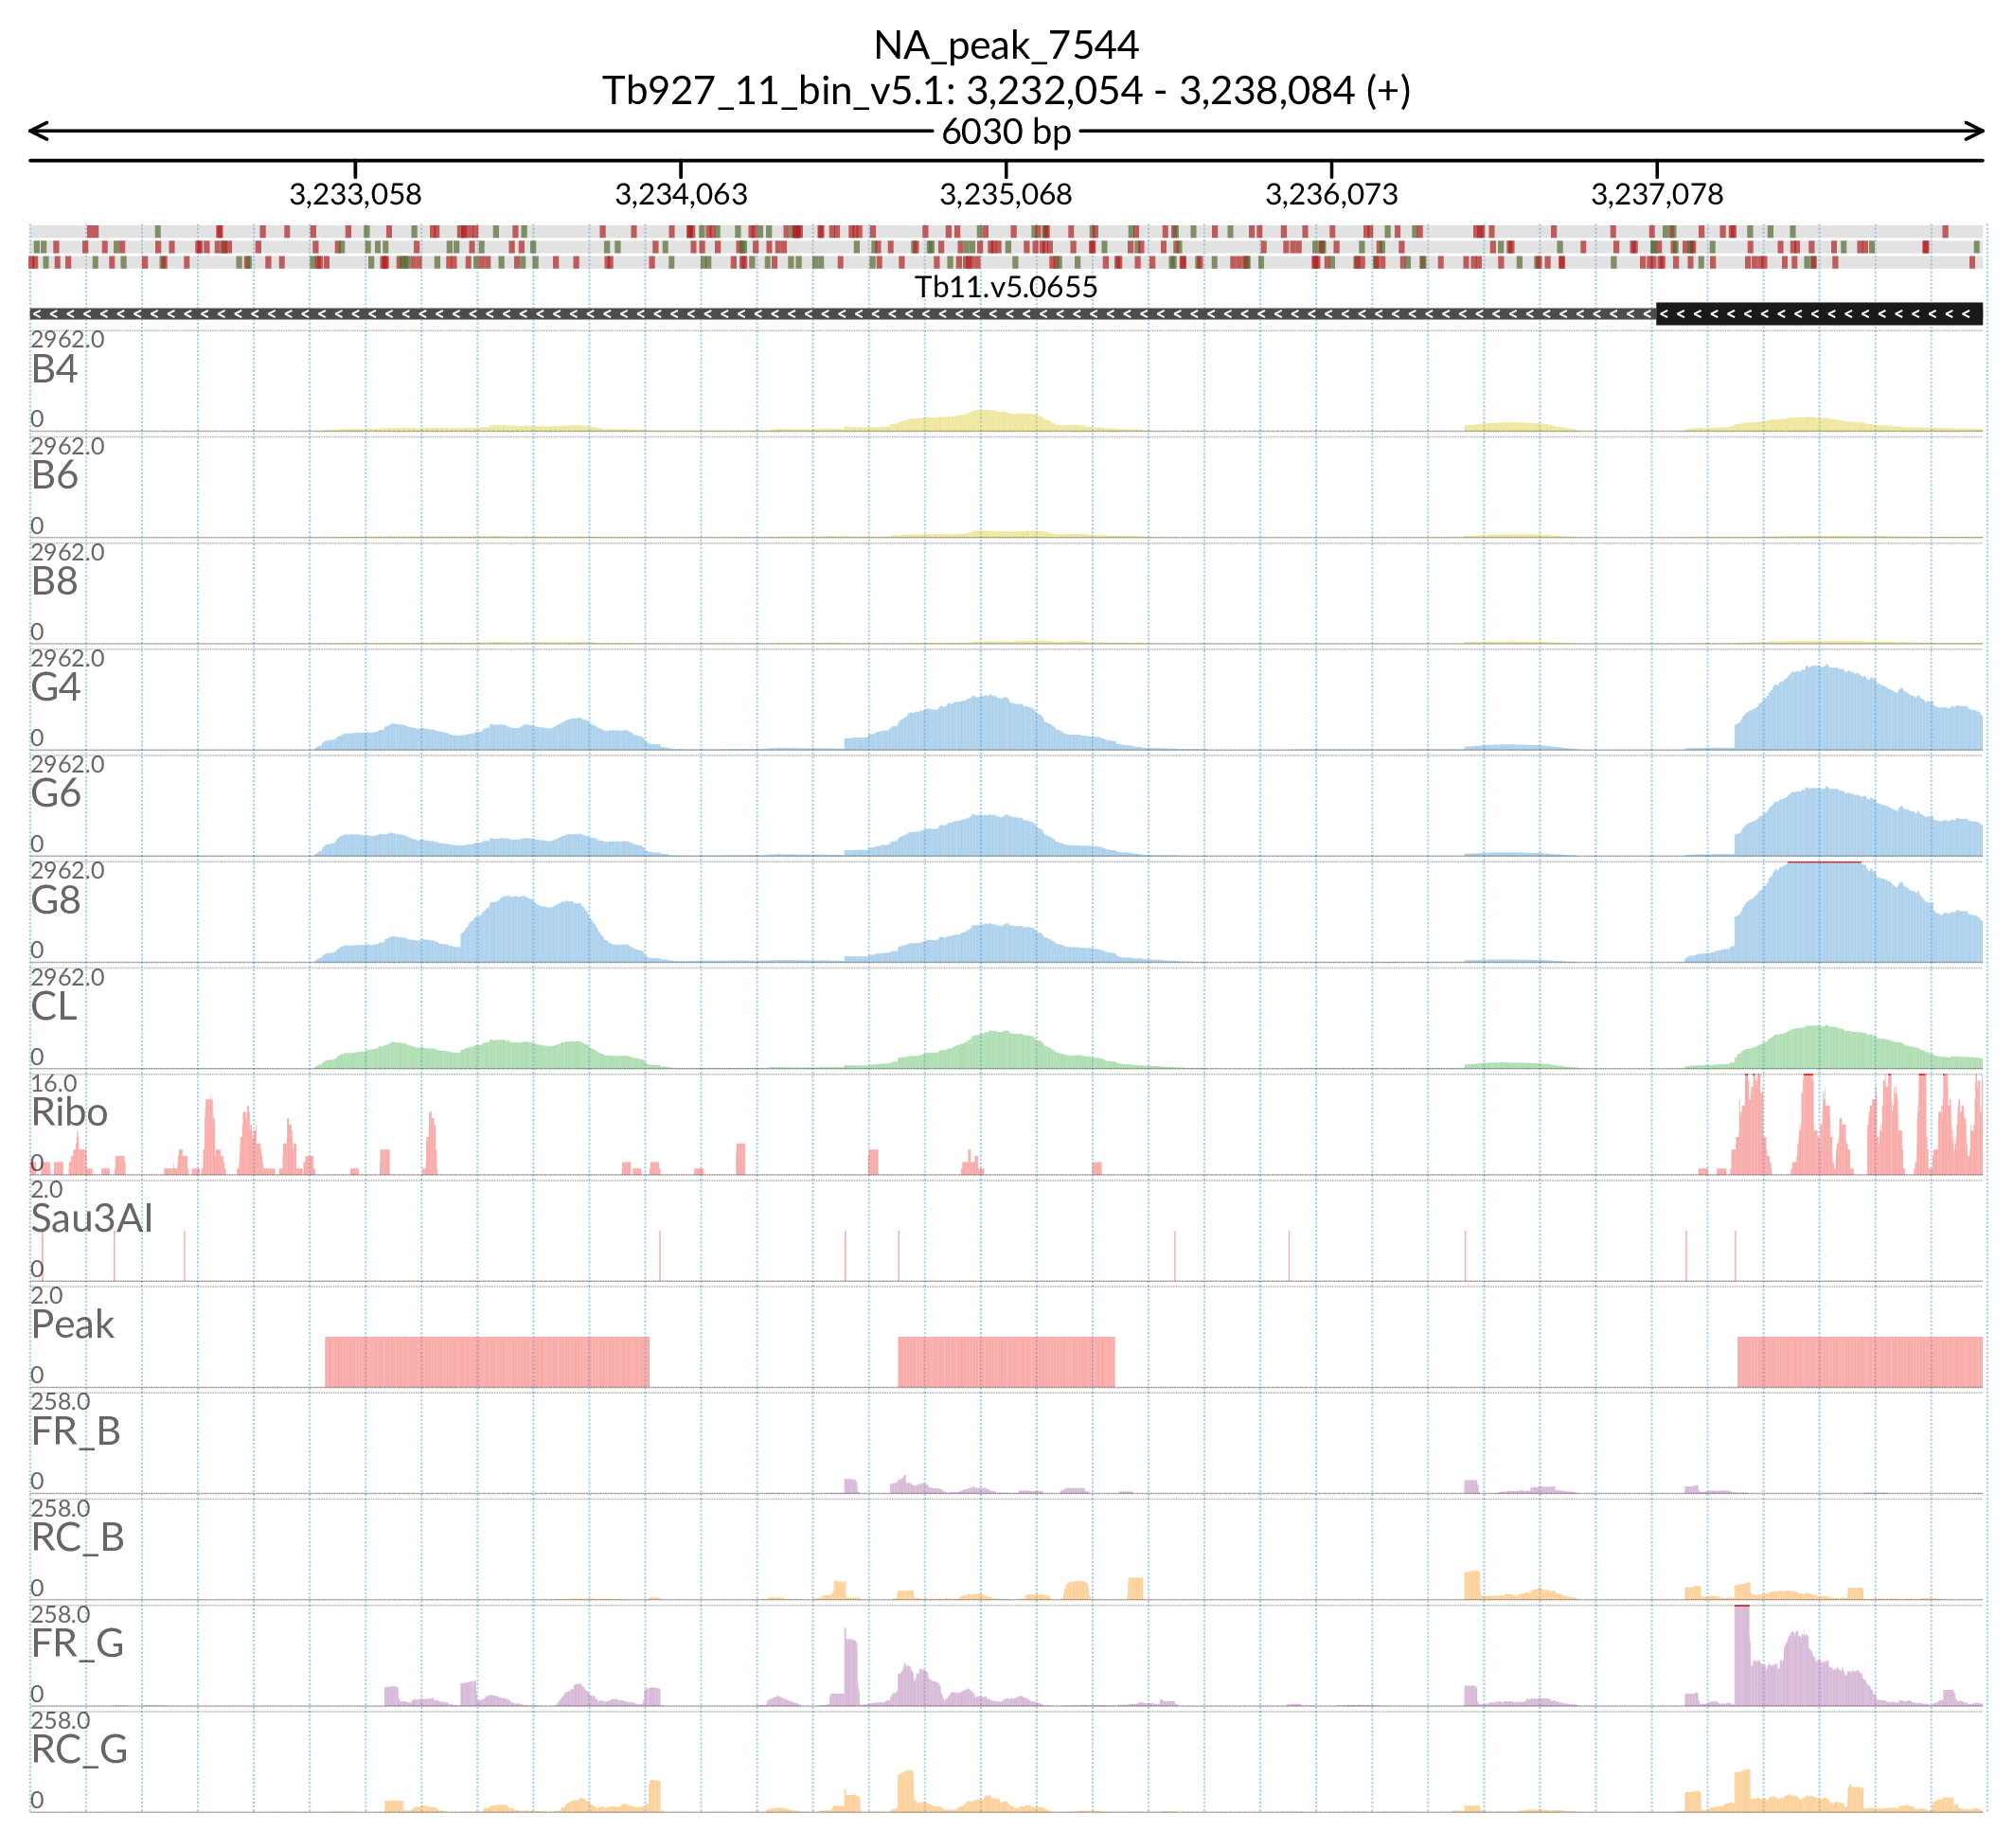 NA_peak_7544
Tb927_11_bin_v5.1: 3,232,054 - 3,238,084 (+)
6030 bp
3,233,058 3,234,063 3,235,068 3,236,073 3,237,078
Tb11.v5.0655
2962.0
B4
0
2962.0
B6
0
2962.0
B8
0
2962.0
G4
0
2962.0
G6
0
2962.0
G8
0
2962.0
CL
0
16.0
Ribo
0
2.0
Sau3AI
0
2.0
Peak
0
258.0
FR_B
0
258.0
RC_B
0
258.0
FR_G
0
258.0
RC_G
0